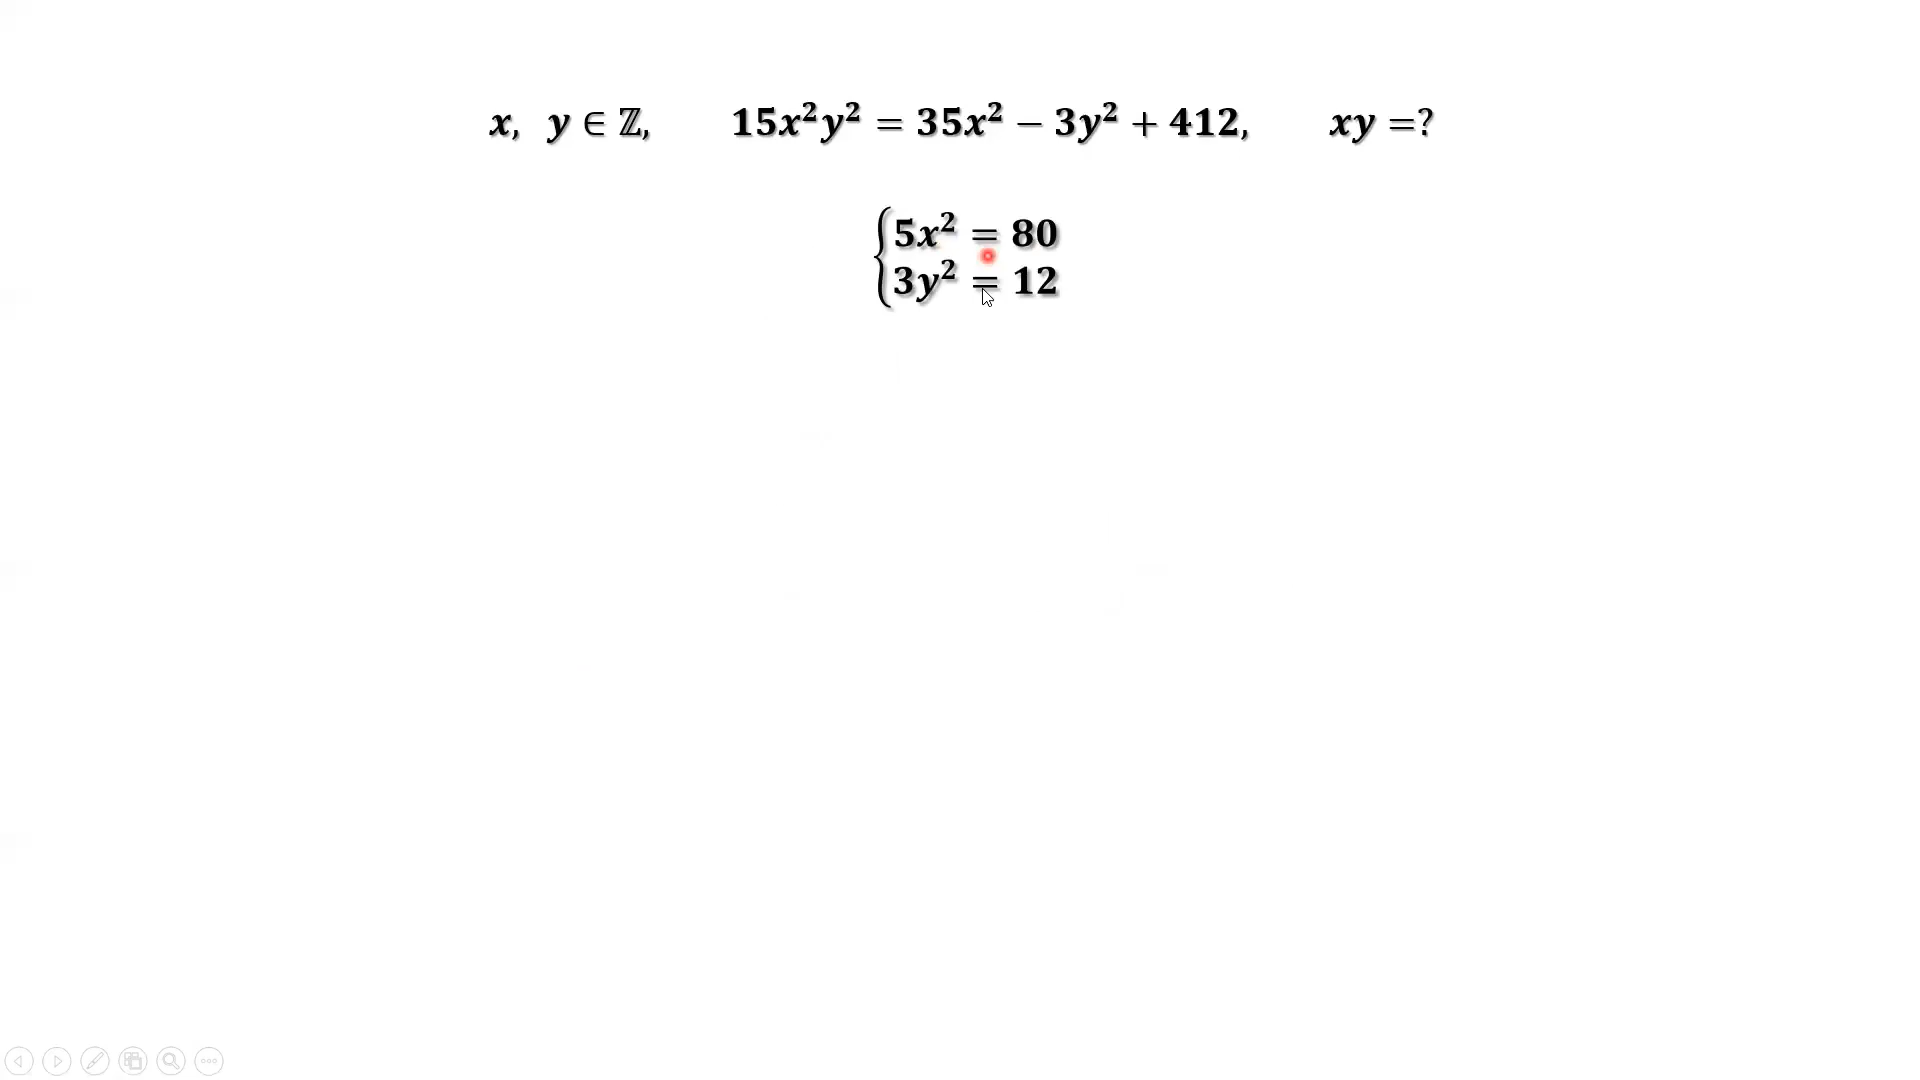 x, y ∈ ℤ, 15x²y² = 35x² − 3y² + 412, xy =?
5x² = 80
3y² = 12